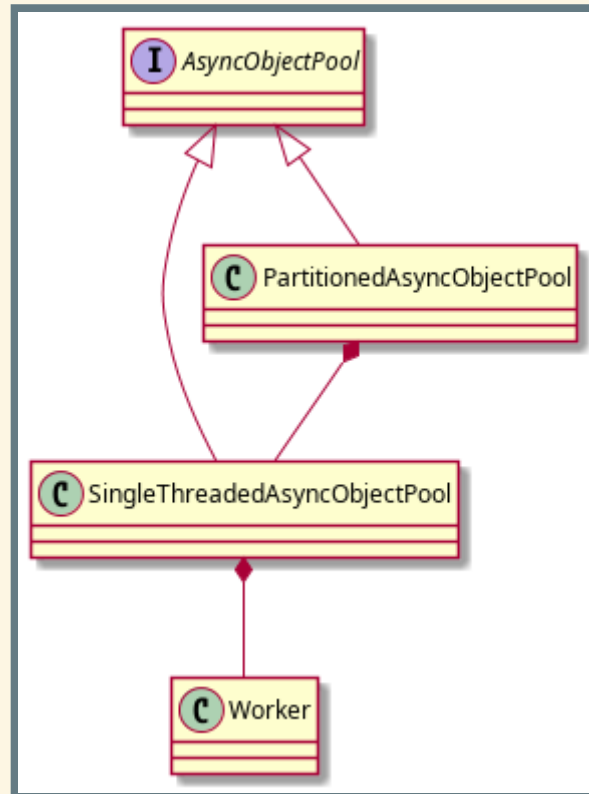 I AsyncObjectPool
C PartitionedAsyncObjectPool
C SingleThreadedAsyncObjectPool
C Worker